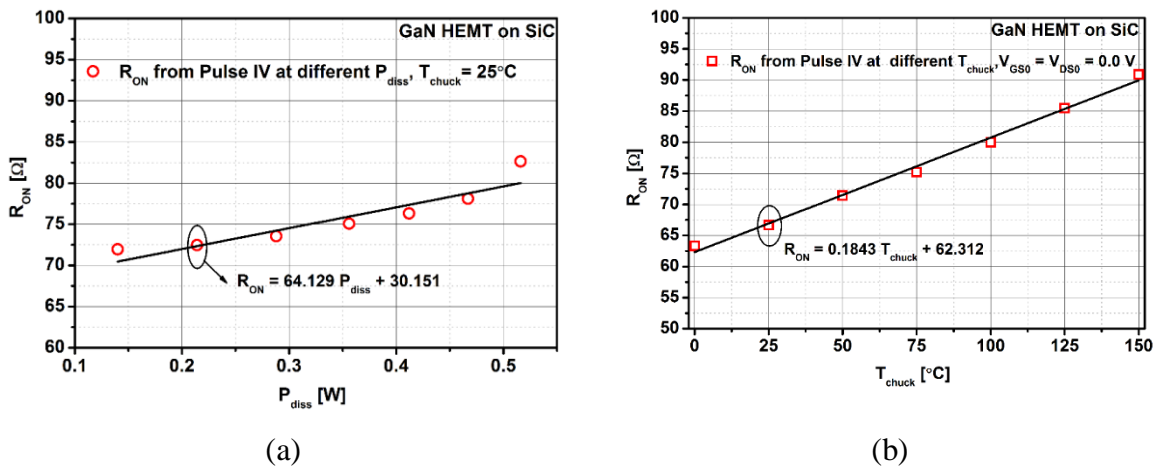 GaN HEMT on SiC
R_ON from Pulse IV at different P_diss, T_chuck = 25°C
R_ON = 64.129 P_diss + 30.151
R_ON [Ω]
100
95
90
85
80
75
70
65
60
0.1 0.2 0.3 0.4 0.5
P_diss [W]
(a)
GaN HEMT on SiC
R_ON from Pulse IV at different T_chuck, V_GS0 = V_DS0 = 0.0 V
R_ON = 0.1843 T_chuck + 62.312
R_ON [Ω]
100
95
90
85
80
75
70
65
60
55
50
0 25 50 75 100 125 150
T_chuck [°C]
(b)